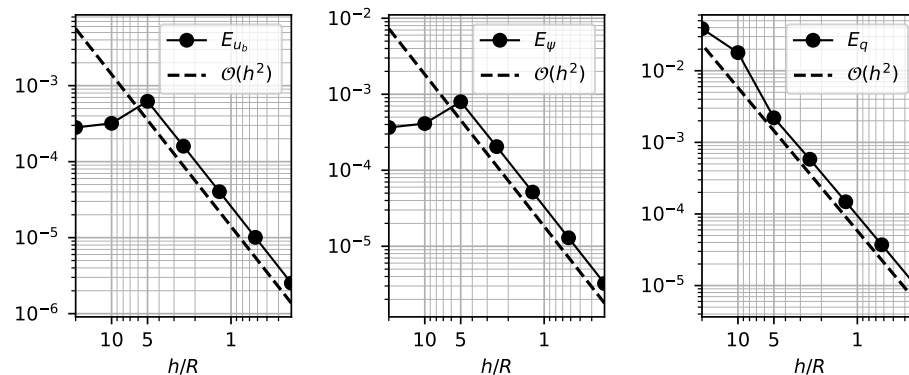 10⁻³
10⁻⁴
10⁻⁵
10⁻⁶
E_{u_b}
𝒪(h²)
10 5 1
h/R
10⁻²
10⁻³
10⁻⁴
10⁻⁵
E_ψ
𝒪(h²)
10 5 1
h/R
10⁻²
10⁻³
10⁻⁴
10⁻⁵
E_q
𝒪(h²)
10 5 1
h/R